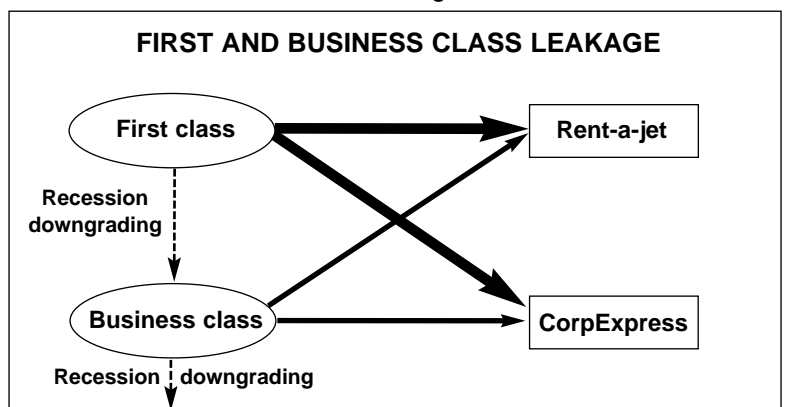 FIRST AND BUSINESS CLASS LEAKAGE
First class
Rent-a-jet
Recession
downgrading
Business class
CorpExpress
Recession downgrading